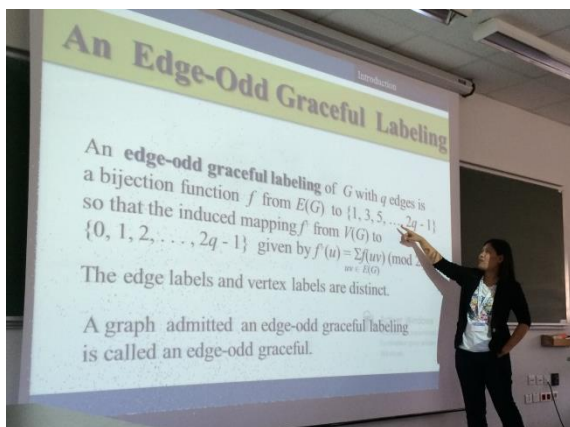 Introduction
An Edge-Odd Graceful Labeling
An edge-odd graceful labeling of G with q edges is
a bijection function f from E(G) to {1, 3, 5, ..., 2q - 1}
so that the induced mapping f' from V(G) to
{0, 1, 2, . . . , 2q - 1} given by f'(u) = Σf(uv) (mod 2
uv ∈ E(G)
The edge labels and vertex labels are distinct.
A graph admitted an edge-odd graceful labeling
is called an edge-odd graceful.